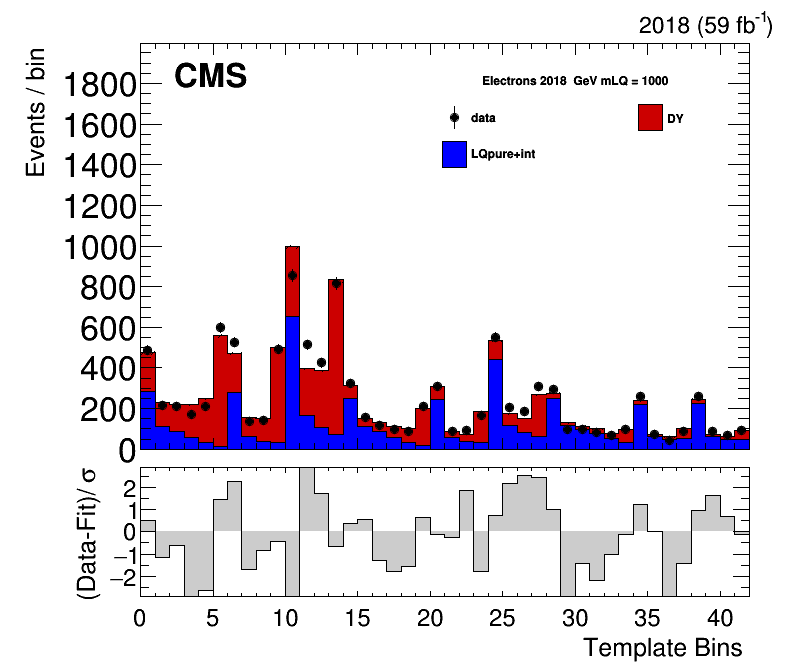 2018 (59 fb-1)
Events / bin
CMS
Electrons 2018 GeV mLQ = 1000
data
DY
LQpure+int
1800
1600
1400
1200
1000
800
600
400
200
0
(Data-Fit)/ σ
2
1
0
−1
−2
0 5 10 15 20 25 30 35 40
Template Bins